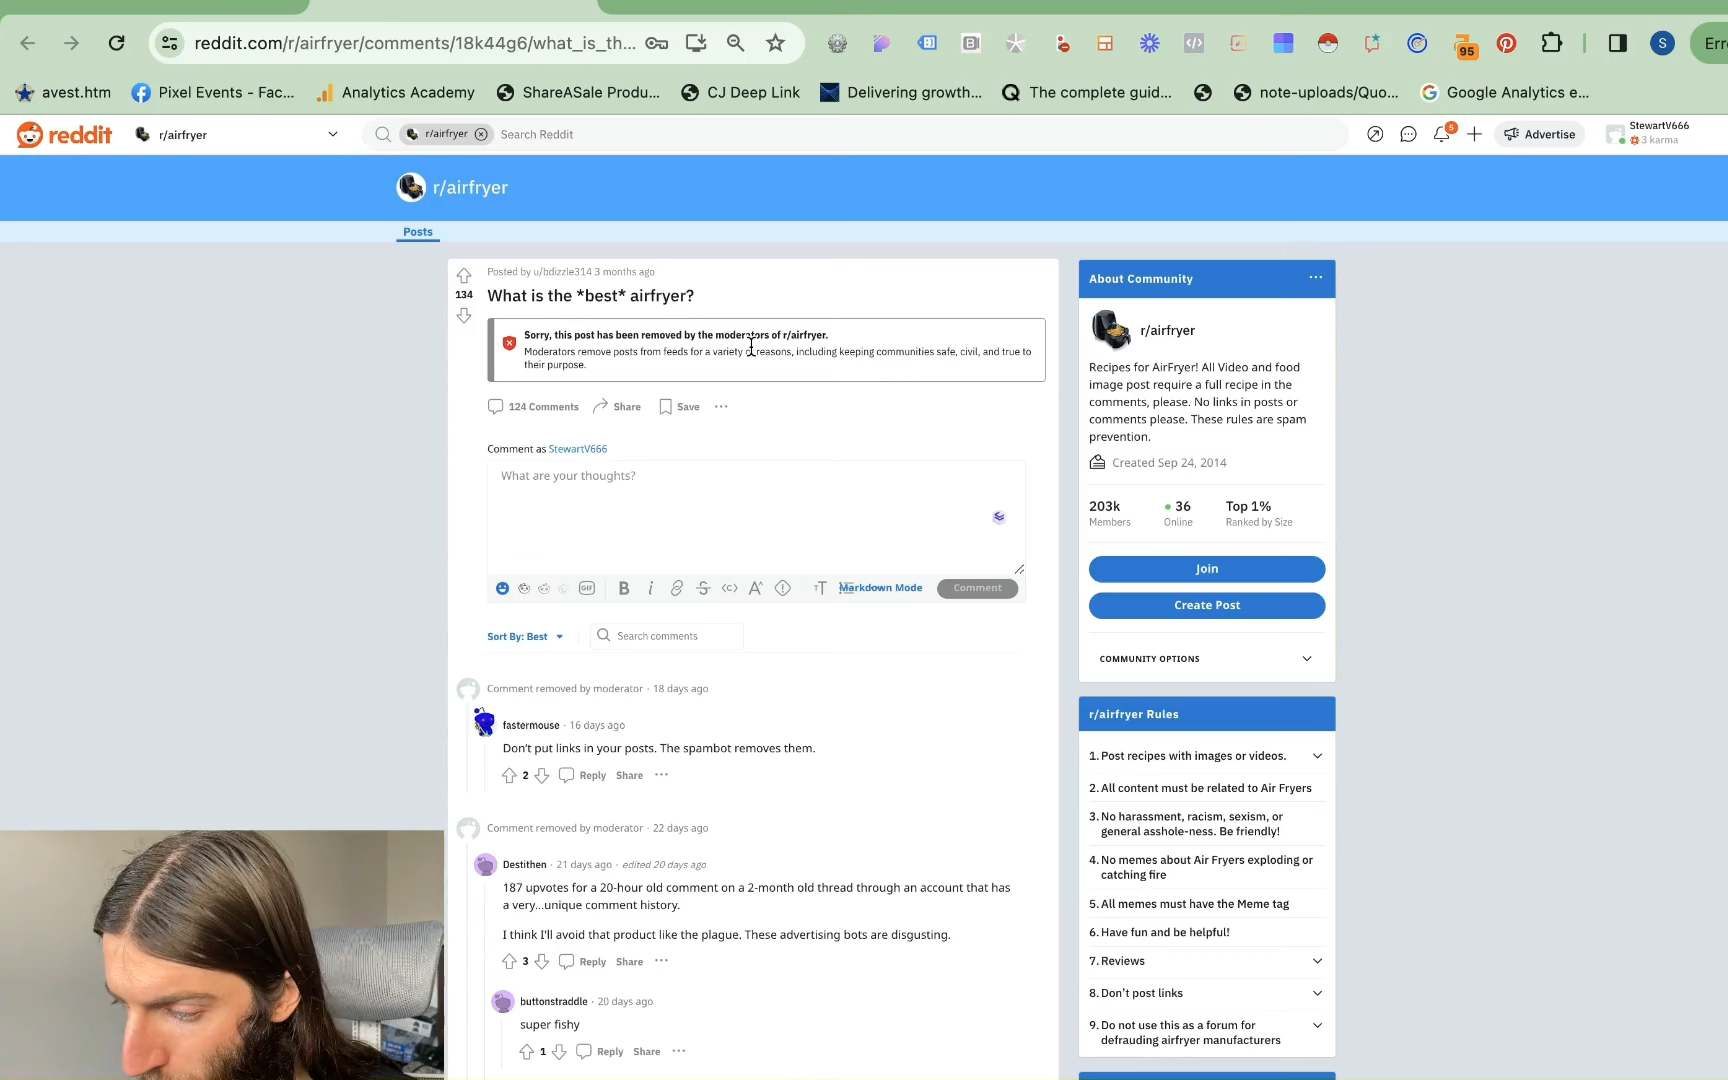 reddit.com/r/airfryer/comments/18k44g6/what_is_th...
95
S
Erro
avest.htm
Pixel Events - Fac...
Analytics Academy
ShareASale Produ...
CJ Deep Link
Delivering growth...
The complete guid...
note-uploads/Quo...
Google Analytics e...
reddit
r/airfryer
r/airfryer
Search Reddit
5
Advertise
StewartV666
3 karma
r/airfryer
Posts
134
Posted by u/bdizzle314 3 months ago
What is the *best* airfryer?
Sorry, this post has been removed by the moderators of r/airfryer.
Moderators remove posts from feeds for a variety of reasons, including keeping communities safe, civil, and true to
their purpose.
124 Comments
Share
Save
Comment as StewartV666
What are your thoughts?
GIF
B
i
Markdown Mode
Comment
Sort By: Best
Search comments
Comment removed by moderator · 18 days ago
fastermouse · 16 days ago
Don't put links in your posts. The spambot removes them.
2
Reply
Share
Comment removed by moderator · 22 days ago
Destithen · 21 days ago · edited 20 days ago
187 upvotes for a 20-hour old comment on a 2-month old thread through an account that has
a very...unique comment history.
I think I'll avoid that product like the plague. These advertising bots are disgusting.
3
Reply
Share
buttonstraddle · 20 days ago
super fishy
1
Reply
Share
About Community
r/airfryer
Recipes for AirFryer! All Video and food
image post require a full recipe in the
comments, please. No links in posts or
comments please. These rules are spam
prevention.
Created Sep 24, 2014
203k
Members
36
Online
Top 1%
Ranked by Size
Join
Create Post
COMMUNITY OPTIONS
r/airfryer Rules
1. Post recipes with images or videos.
2. All content must be related to Air Fryers
3. No harassment, racism, sexism, or
general asshole-ness. Be friendly!
4. No memes about Air Fryers exploding or
catching fire
5. All memes must have the Meme tag
6. Have fun and be helpful!
7. Reviews
8. Don't post links
9. Do not use this as a forum for
defrauding airfryer manufacturers